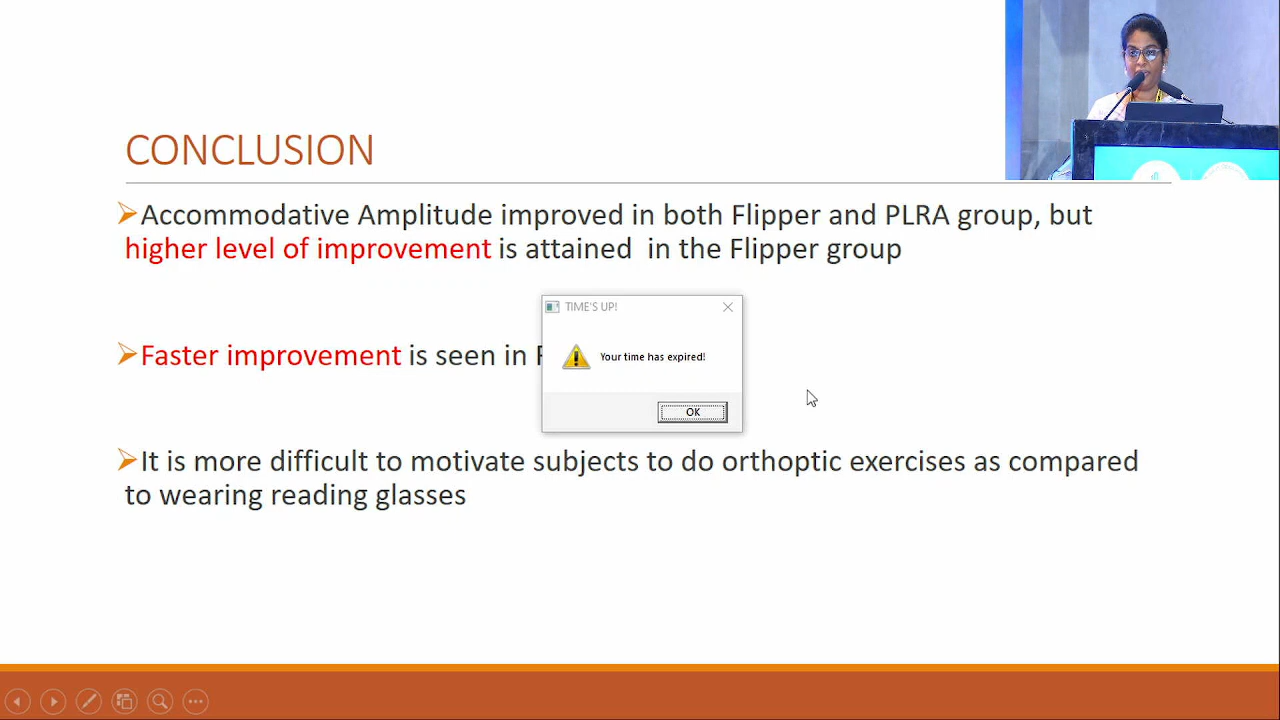 CONCLUSION
Accommodative Amplitude improved in both Flipper and PLRA group, but
higher level of improvement is attained in the Flipper group
TIME'S UP!
Your time has expired!
OK
Faster improvement is seen in
It is more difficult to motivate subjects to do orthoptic exercises as compared
to wearing reading glasses